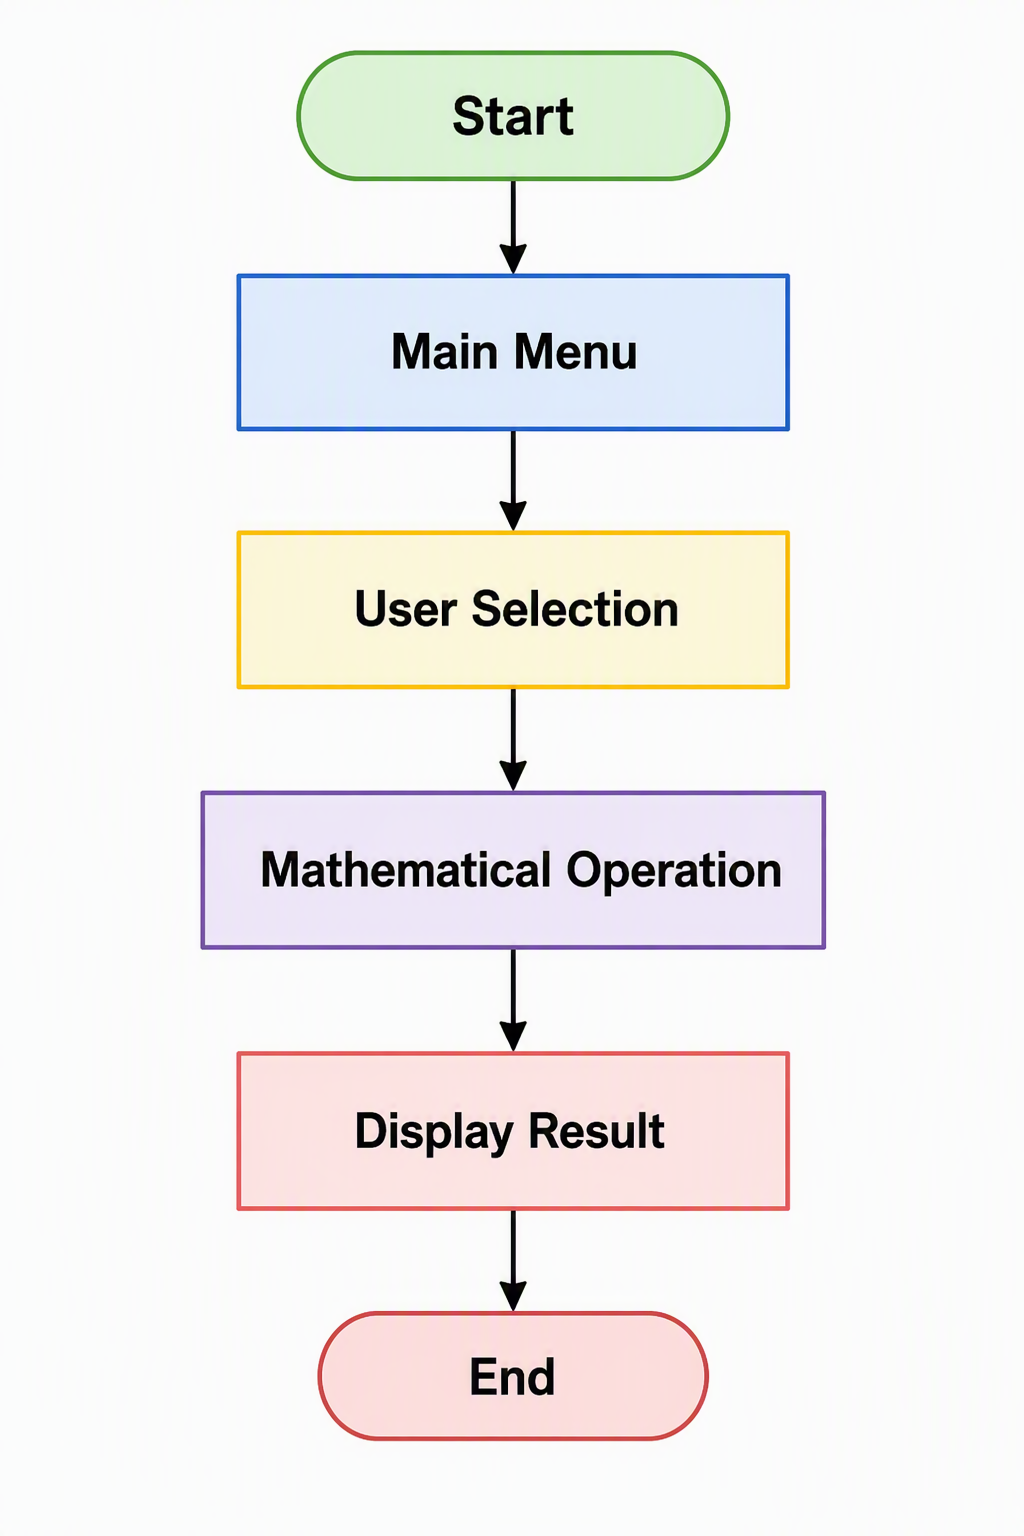 Start
Main Menu
User Selection
Mathematical Operation
Display Result
End